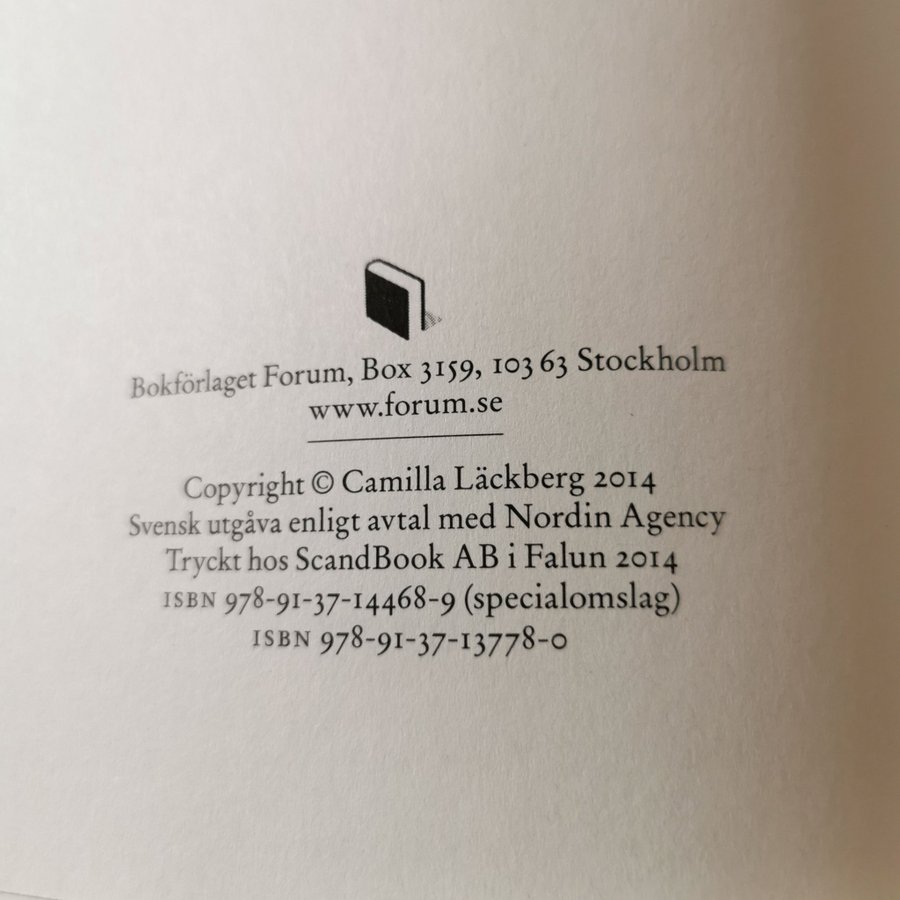 Bokförlaget Forum, Box 3159, 103 63 Stockholm
www.forum.se
Copyright © Camilla Läckberg 2014
Svensk utgåva enligt avtal med Nordin Agency
Tryckt hos ScandBook AB i Falun 2014
ISBN 978-91-37-14468-9 (specialomslag)
ISBN 978-91-37-13778-0